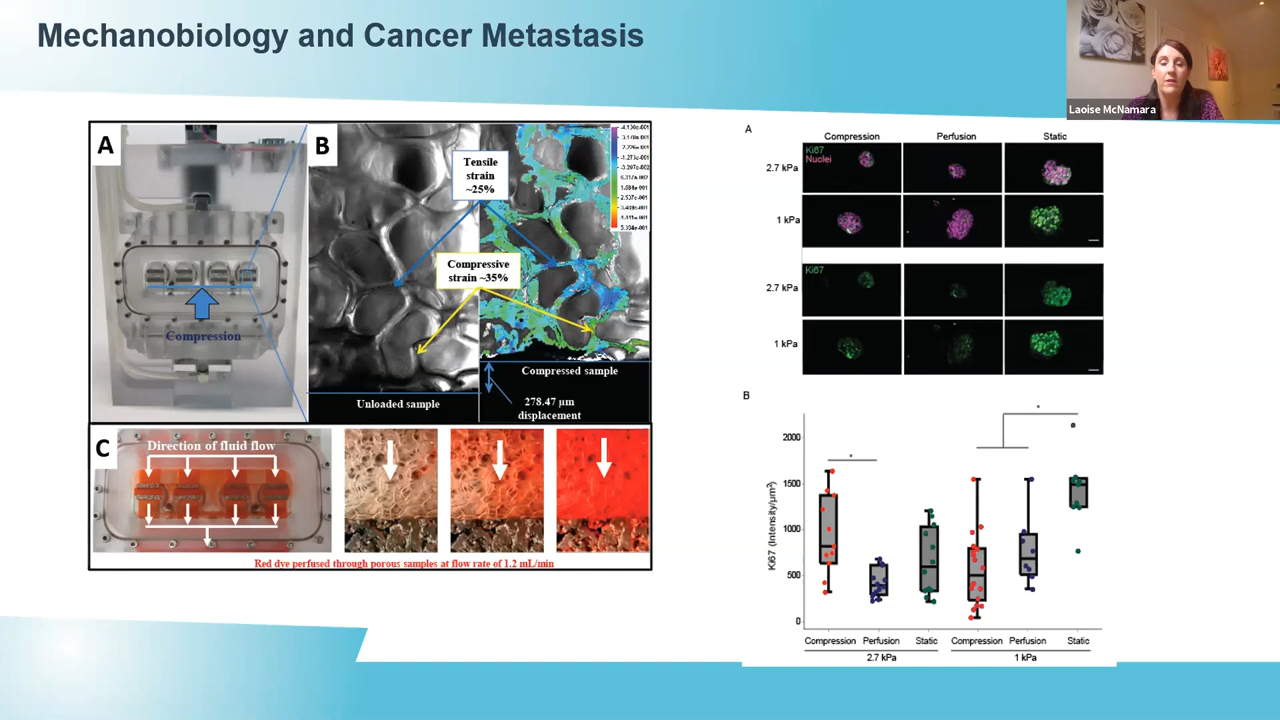 Mechanobiology and Cancer Metastasis
Laoise McNamara
A
Compression
B
Tensile
strain
~25%
Compressive
strain ~35%
Unloaded sample
Compressed sample
278.47 µm
displacement
C
Direction of fluid flow
Red dye perfused through porous samples at flow rate of 1.2 mL/min
A
Compression Perfusion Static
Ki67
Nuclei
2.7 kPa
1 kPa
Ki67
2.7 kPa
1 kPa
B
*
*
Ki67 (Intensity/µm²)
2000
1500
1000
500
0
Compression Perfusion Static Compression Perfusion Static
2.7 kPa 1 kPa